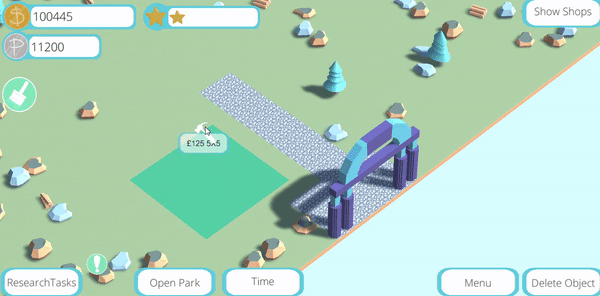 100445
Show Shops
11200
£125 5X5
ResearchTasks
Open Park
Time
Menu
Delete Object